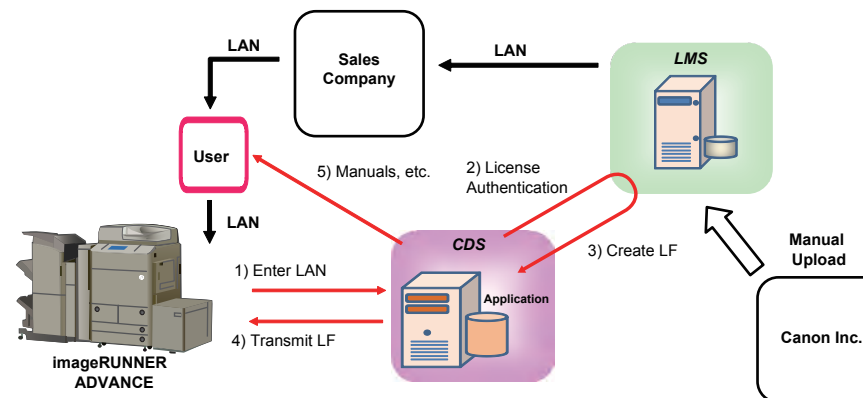 LAN
Sales
Company
LAN
LMS
User
5) Manuals, etc.
2) License
Authentication
LAN
CDS
3) Create LF
Manual
Upload
1) Enter LAN
Application
4) Transmit LF
Canon Inc.
imageRUNNER
ADVANCE